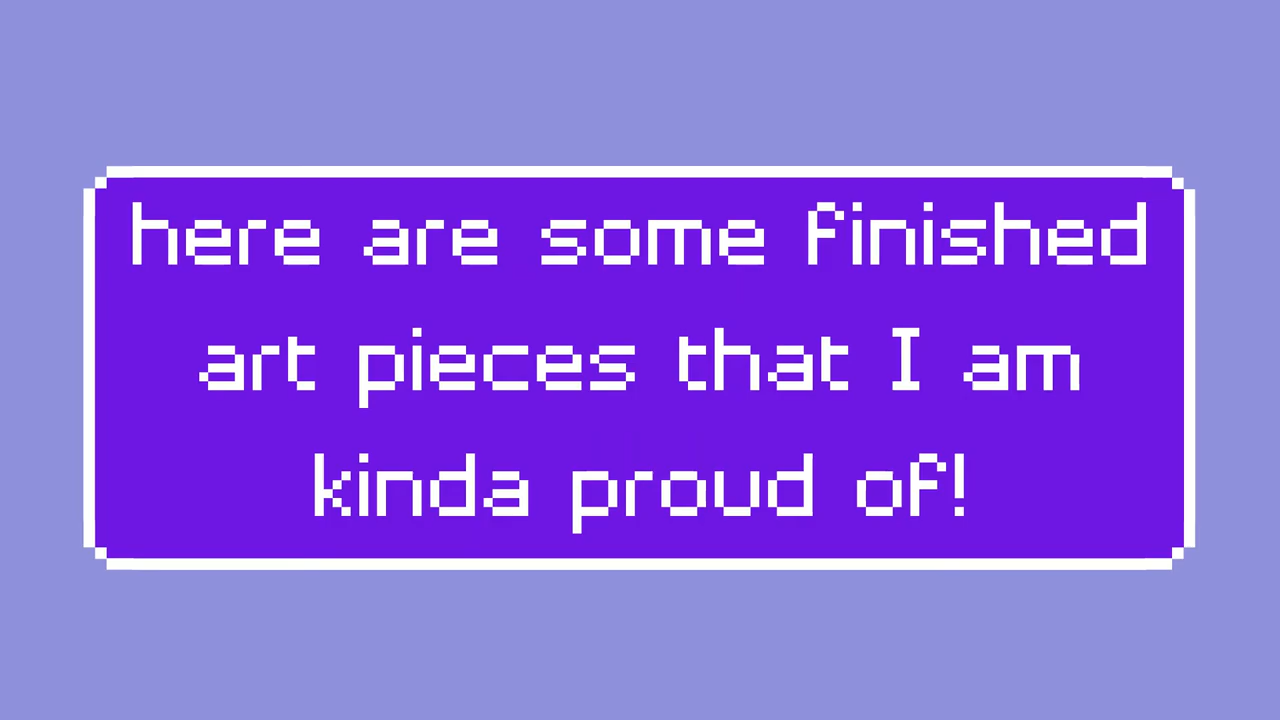 here are some finished
art pieces that I am
kinda proud of!